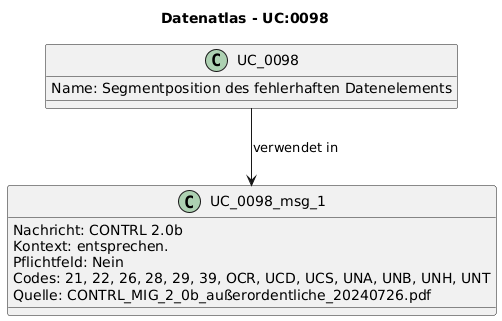 Datenatlas - UC:0098
C UC_0098
Name: Segmentposition des fehlerhaften Datenelements
verwendet in
C UC_0098_msg_1
Nachricht: CONTRL 2.0b
Kontext: entsprechen.
Pflichtfeld: Nein
Codes: 21, 22, 26, 28, 29, 39, OCR, UCD, UCS, UNA, UNB, UNH, UNT
Quelle: CONTRL_MIG_2_0b_außerordentliche_20240726.pdf